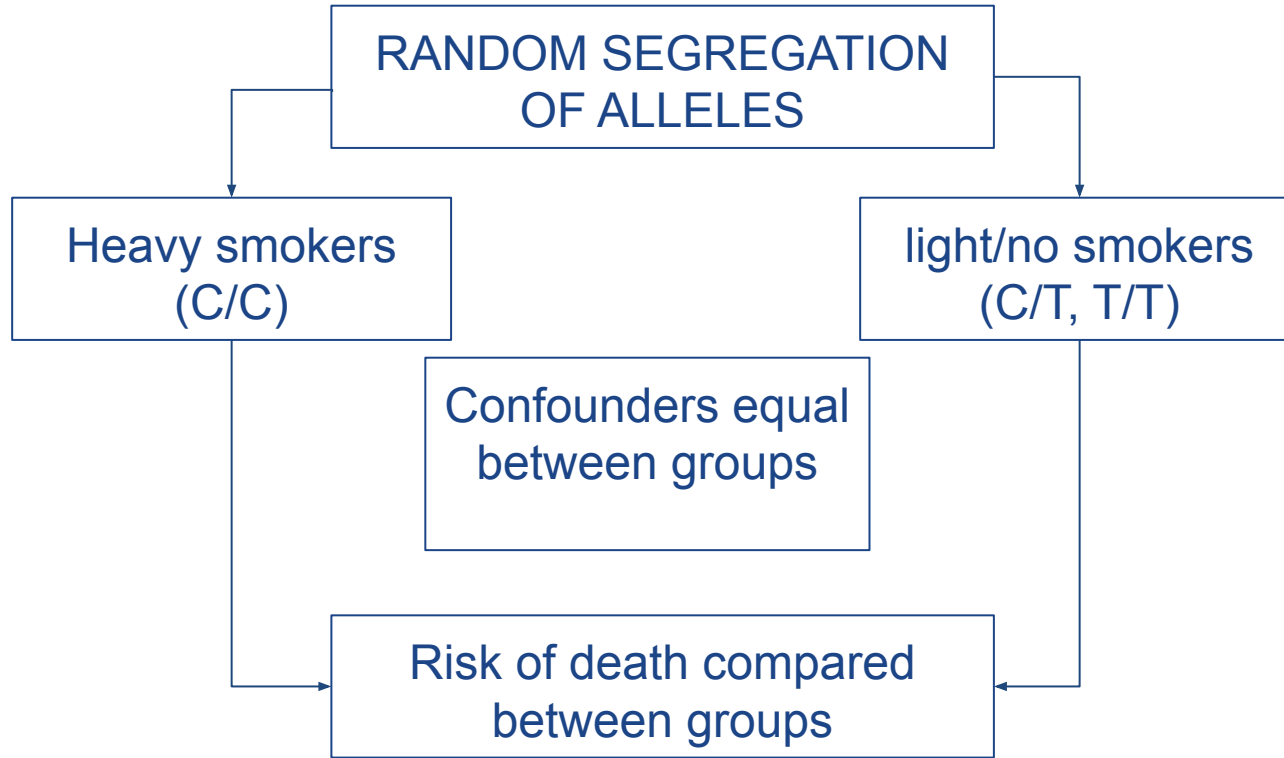 RANDOM SEGREGATION
OF ALLELES
Heavy smokers
(C/C)
light/no smokers
(C/T, T/T)
Confounders equal
between groups
Risk of death compared
between groups